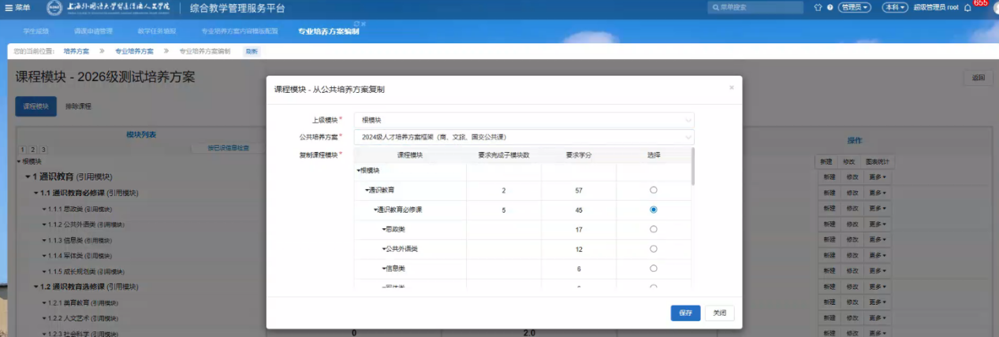 菜单
上海外国语大学贤达经济人文学院
综合教学管理服务平台
菜单搜索
管理员
本科
超级管理员 root
655
学生成绩
调课申请管理
教学任务填报
专业培养方案内容模板配置
专业培养方案编制
您的当前位置:
培养方案
专业培养方案
专业培养方案编制
刷新
课程模块 - 2026级测试培养方案
返回
课程模块
排除课程
模块列表
操作
1 2 3
按已设信息检查
根模块
新建 修改 图表统计
1 通识教育 (引用模块)
新建 修改 更多
1.1 通识教育必修课 (引用模块)
新建 修改 更多
1.1.1 思政类 (引用模块)
新建 修改 更多
1.1.2 公共外语类 (引用模块)
新建 修改 更多
1.1.3 信息类 (引用模块)
新建 修改 更多
1.1.4 军体类 (引用模块)
新建 修改 更多
1.1.5 成长规划类 (引用模块)
新建 修改 更多
1.2 通识教育选修课 (引用模块)
新建 修改 更多
1.2.1 美育教育 (引用模块)
新建 修改 更多
1.2.2 人文艺术 (引用模块)
新建 修改 更多
1.2.3 社会科学 (引用模块)
0 2.0
新建 修改 更多
课程模块 - 从公共培养方案复制
×
上级模块*
根模块
公共培养方案*
2024级人才培养方案框架（商、文旅、国交公共课）
复制课程模块*
课程模块 要求完成子模块数 要求学分 选择
根模块
通识教育 2 57
通识教育必修课 5 45
思政类 17
公共外语类 12
信息类 6
军体类
保存
关闭